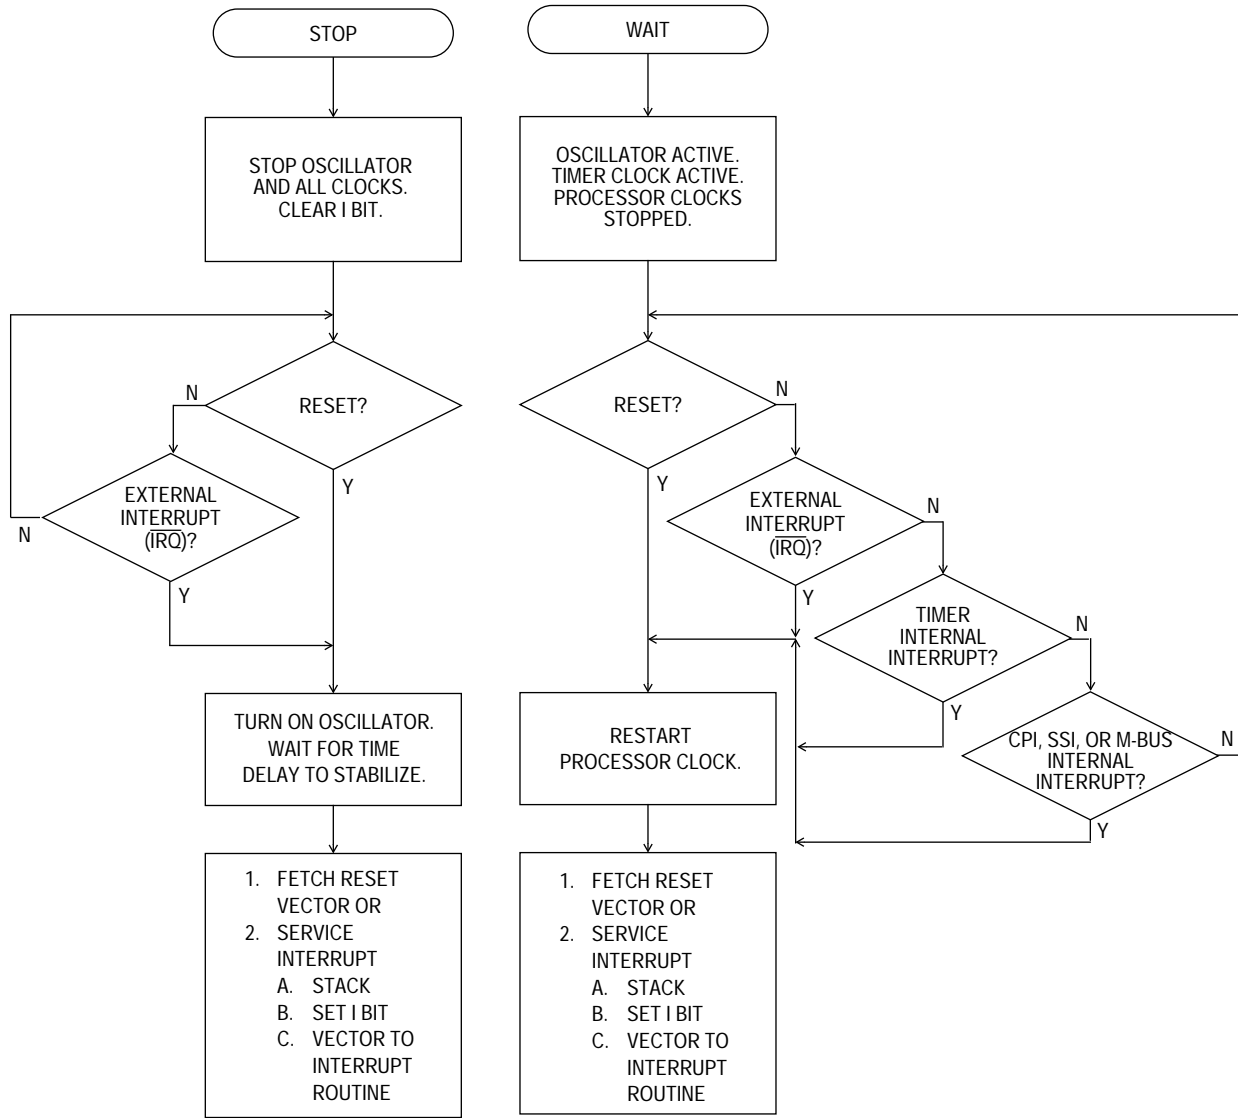 STOP
STOP OSCILLATOR
AND ALL CLOCKS.
CLEAR I BIT.
RESET?
N
Y
EXTERNAL
INTERRUPT
(IRQ)?
N
Y
TURN ON OSCILLATOR.
WAIT FOR TIME
DELAY TO STABILIZE.
1. FETCH RESET
VECTOR OR
2. SERVICE
INTERRUPT
A. STACK
B. SET I BIT
C. VECTOR TO
INTERRUPT
ROUTINE
WAIT
OSCILLATOR ACTIVE.
TIMER CLOCK ACTIVE.
PROCESSOR CLOCKS
STOPPED.
RESET?
N
Y
EXTERNAL
INTERRUPT
(IRQ)?
N
Y
TIMER
INTERNAL
INTERRUPT?
N
Y
CPI, SSI, OR M-BUS
INTERNAL
INTERRUPT?
N
Y
RESTART
PROCESSOR CLOCK.
1. FETCH RESET
VECTOR OR
2. SERVICE
INTERRUPT
A. STACK
B. SET I BIT
C. VECTOR TO
INTERRUPT
ROUTINE